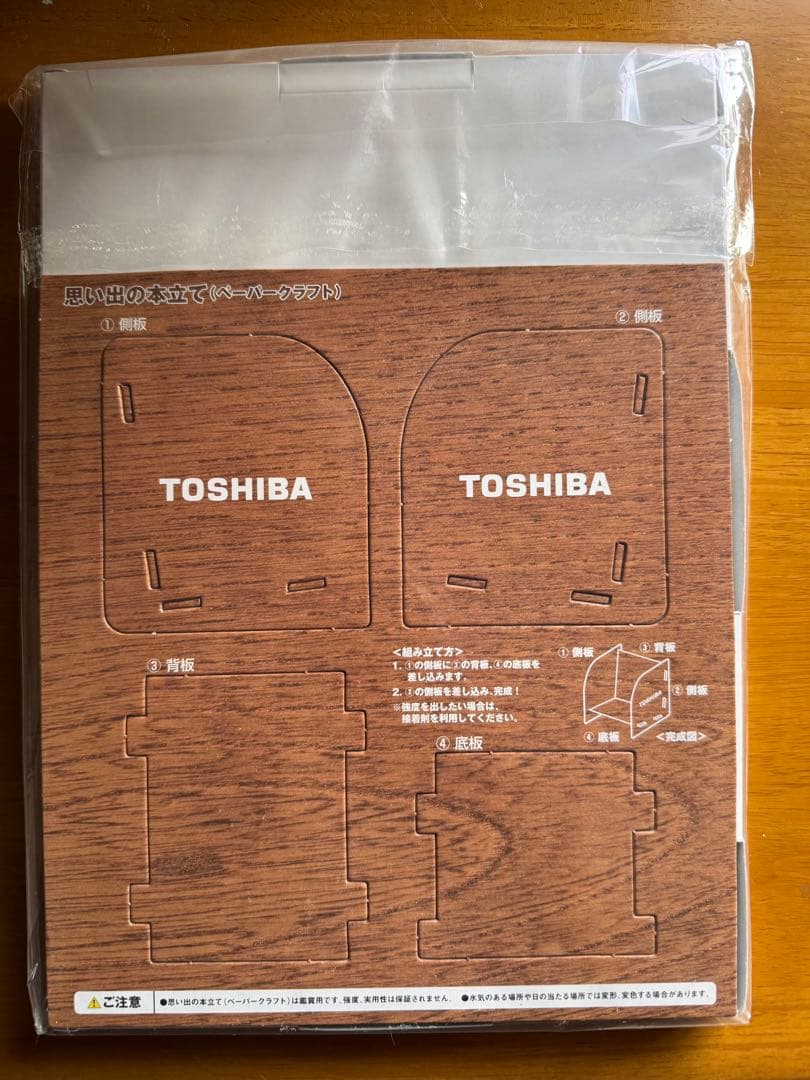 思い出の本立て(ペーパークラフト)
① 側板
② 側板
TOSHIBA
TOSHIBA
③ 背板
<組み立て方>
1. ①の側板に③の背板、④の底板を
差し込みます。
2. ②の側板を差し込み、完成!
※強度を出したい場合は、
接着剤を利用してください。
① 側板
③ 背板
② 側板
TOSHIBA
④ 底板
<完成図>
④ 底板
ご注意
●思い出の本立て(ペーパークラフト)は鑑賞用です。強度、実用性は保証されません。 ●水気のある場所や日の当たる場所では変形、変色する場合があります。